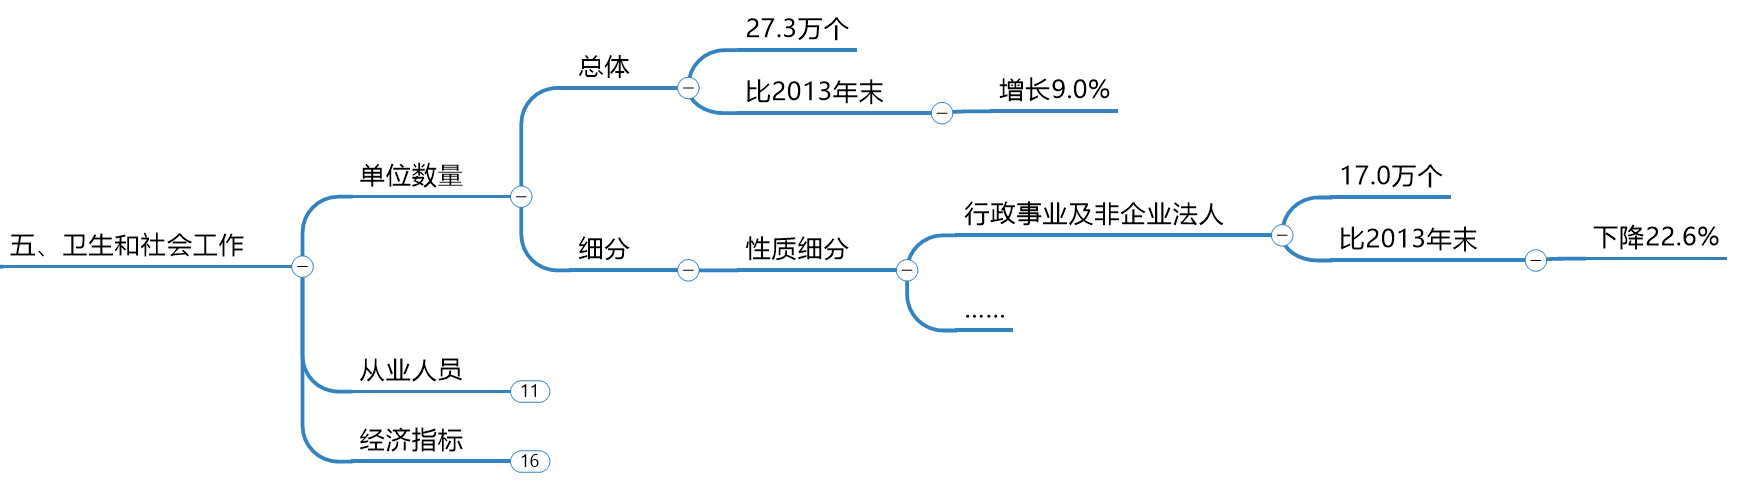 五、卫生和社会工作
单位数量
总体
27.3万个
比2013年末
增长9.0%
细分
性质细分
行政事业及非企业法人
17.0万个
比2013年末
下降22.6%
……
从业人员
11
经济指标
16